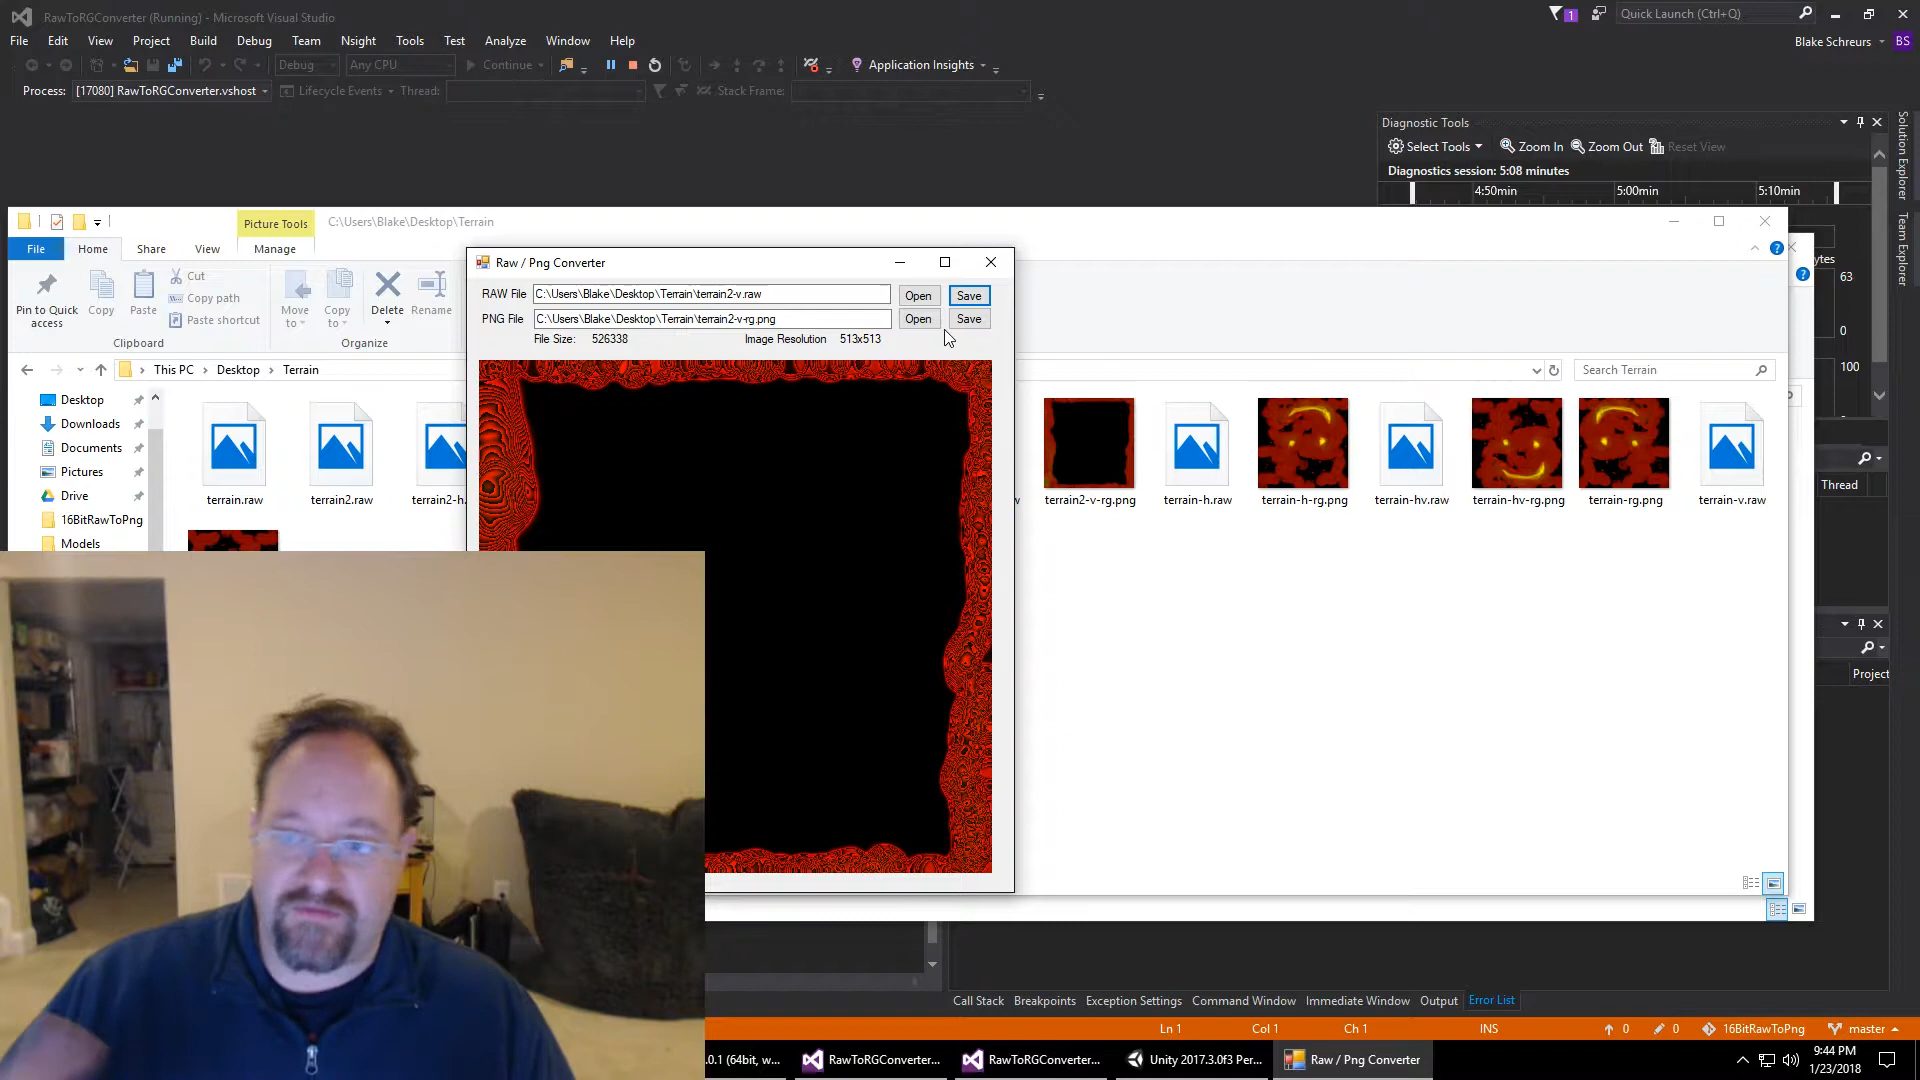 RawToRGConverter (Running) - Microsoft Visual Studio
1
Quick Launch (Ctrl+Q)
File Edit View Project Build Debug Team Nsight Tools Test Analyze Window Help
Blake Schreurs BS
Debug Any CPU Continue Application Insights
Process: [17080] RawToRGConverter.vshost Lifecycle Events Thread: Stack Frame:
Diagnostic Tools
Select Tools Zoom In Zoom Out Reset View
Diagnostics session: 5:08 minutes
4:50min 5:00min 5:10min
Solution Explorer
Team Explorer
Picture Tools C:\Users\Blake\Desktop\Terrain
File Home Share View Manage
Pin to Quick access
Copy
Paste
Cut
Copy path
Paste shortcut
Move to
Copy to
Delete
Rename
Clipboard
Organize
Raw / Png Converter
RAW File C:\Users\Blake\Desktop\Terrain\terrain2-v.raw Open Save
PNG File C:\Users\Blake\Desktop\Terrain\terrain2-v-rg.png Open Save
File Size: 526338 Image Resolution 513x513
63
0
100
This PC Desktop Terrain
Search Terrain
Desktop
Downloads
Documents
Pictures
Drive
16BitRawToPng
Models
terrain.raw terrain2.raw terrain2-h. terrain2-v-rg.png terrain-h.raw terrain-h-rg.png terrain-hv.raw terrain-hv-rg.png terrain-rg.png terrain-v.raw
Thread
Project
Call Stack Breakpoints Exception Settings Command Window Immediate Window Output Error List
Ln 1 Col 1 Ch 1 INS 0 0 16BitRawToPng master
.0.1 (64bit, w... RawToRGConverter... RawToRGConverter... Unity 2017.3.0f3 Per... Raw / Png Converter
9:44 PM
1/23/2018